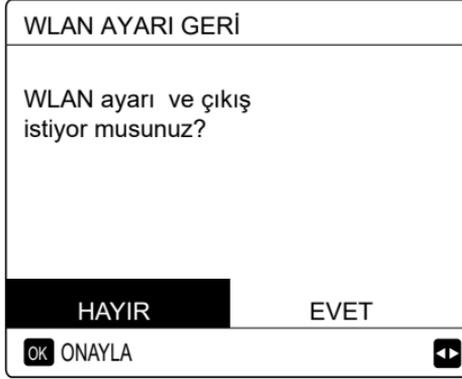 WLAN AYARI GERİ
WLAN ayarı ve çıkış
istiyor musunuz?
HAYIR EVET
OK ONAYLA